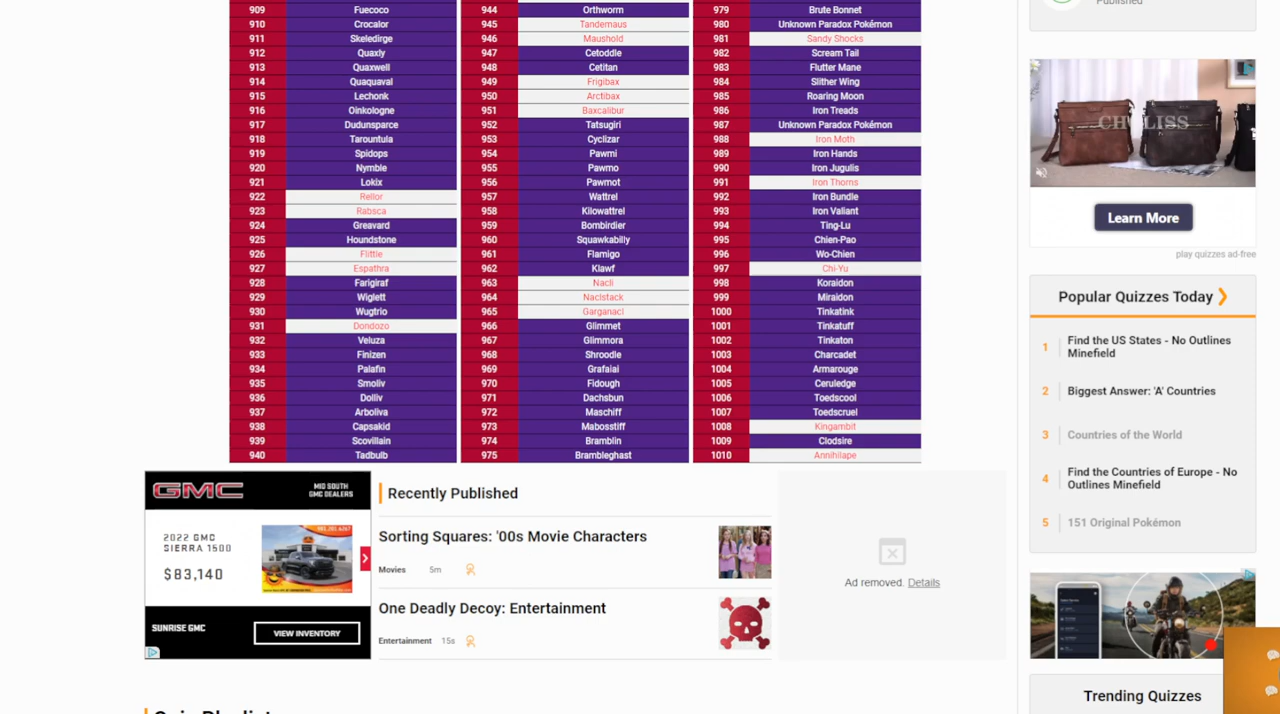 909 Fuecoco
910 Crocalor
911 Skeledirge
912 Quaxly
913 Quaxwell
914 Quaquaval
915 Lechonk
916 Oinkologne
917 Dudunsparce
918 Tarountula
919 Spidops
920 Nymble
921 Lokix
922 Rellor
923 Rabsca
924 Greavard
925 Houndstone
926 Flittle
927 Espathra
928 Farigiraf
929 Wiglett
930 Wugtrio
931 Dondozo
932 Veluza
933 Finizen
934 Palafin
935 Smoliv
936 Dolliv
937 Arboliva
938 Capsakid
939 Scovillain
940 Tadbulb
944 Orthworm
945 Tandemaus
946 Maushold
947 Cetoddle
948 Cetitan
949 Frigibax
950 Arctibax
951 Baxcalibur
952 Tatsugiri
953 Cyclizar
954 Pawmi
955 Pawmo
956 Pawmot
957 Wattrel
958 Kilowattrel
959 Bombirdier
960 Squawkabilly
961 Flamigo
962 Klawf
963 Nacli
964 Naclstack
965 Garganacl
966 Glimmet
967 Glimmora
968 Shroodle
969 Grafaiai
970 Fidough
971 Dachsbun
972 Maschiff
973 Mabosstiff
974 Bramblin
975 Brambleghast
979 Brute Bonnet
980 Unknown Paradox Pokémon
981 Sandy Shocks
982 Scream Tail
983 Flutter Mane
984 Slither Wing
985 Roaring Moon
986 Iron Treads
987 Unknown Paradox Pokémon
988 Iron Moth
989 Iron Hands
990 Iron Jugulis
991 Iron Thorns
992 Iron Bundle
993 Iron Valiant
994 Ting-Lu
995 Chien-Pao
996 Wo-Chien
997 Chi-Yu
998 Koraidon
999 Miraidon
1000 Tinkatink
1001 Tinkatuff
1002 Tinkaton
1003 Charcadet
1004 Armarouge
1005 Ceruledge
1006 Toedscool
1007 Toedscruel
1008 Kingambit
1009 Clodsire
1010 Annihilape
Published
CHOLISS
Learn More
play quizzes ad-free
Popular Quizzes Today
1 Find the US States - No Outlines
Minefield
2 Biggest Answer: 'A' Countries
3 Countries of the World
4 Find the Countries of Europe - No
Outlines Minefield
5 151 Original Pokémon
GMC
MID SOUTH
GMC DEALERS
2022 GMC
SIERRA 1500
$83,140
SUNRISE GMC
VIEW INVENTORY
Recently Published
Sorting Squares: '00s Movie Characters
Movies 5m
One Deadly Decoy: Entertainment
Entertainment 15s
Ad removed. Details
Trending Quizzes